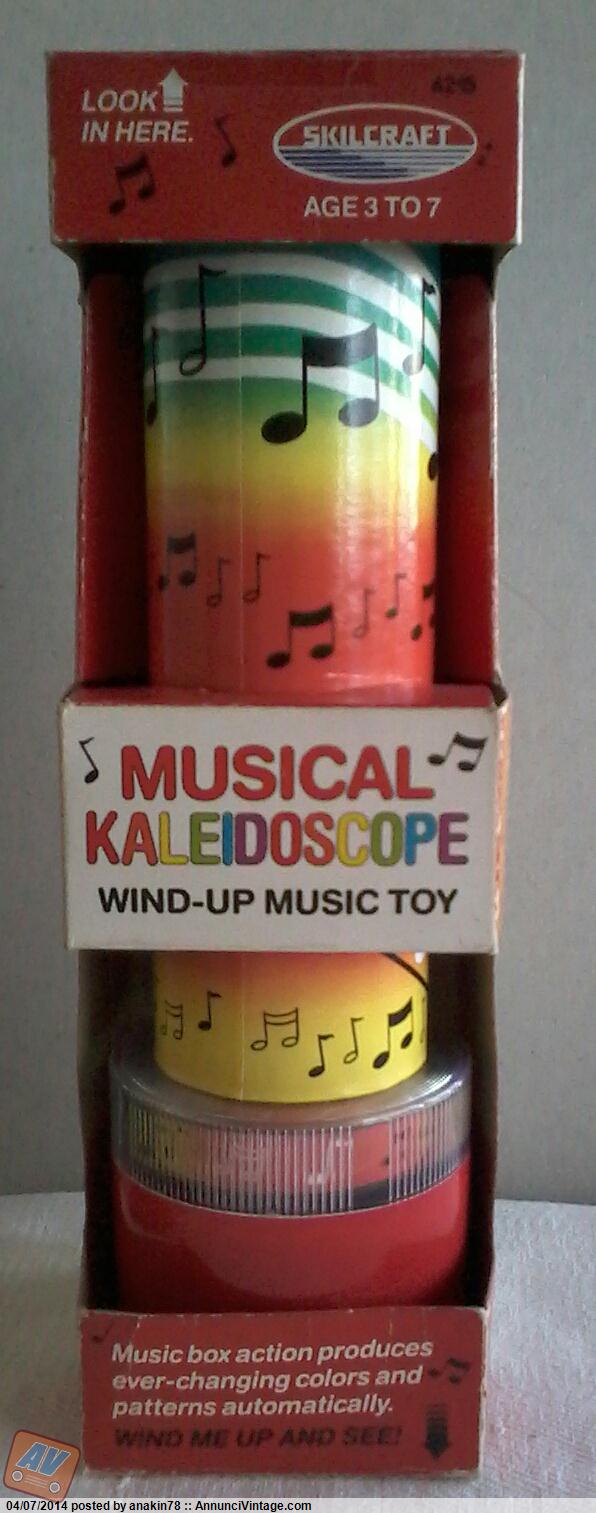 6215
LOOK
IN HERE.
SKILCRAFT
AGE 3 TO 7
MUSICAL
KALEIDOSCOPE
WIND-UP MUSIC TOY
Music box action produces
ever-changing colors and
patterns automatically.
WIND ME UP AND SEE!
AV
04/07/2014 posted by anakin78 :: AnnunciVintage.com